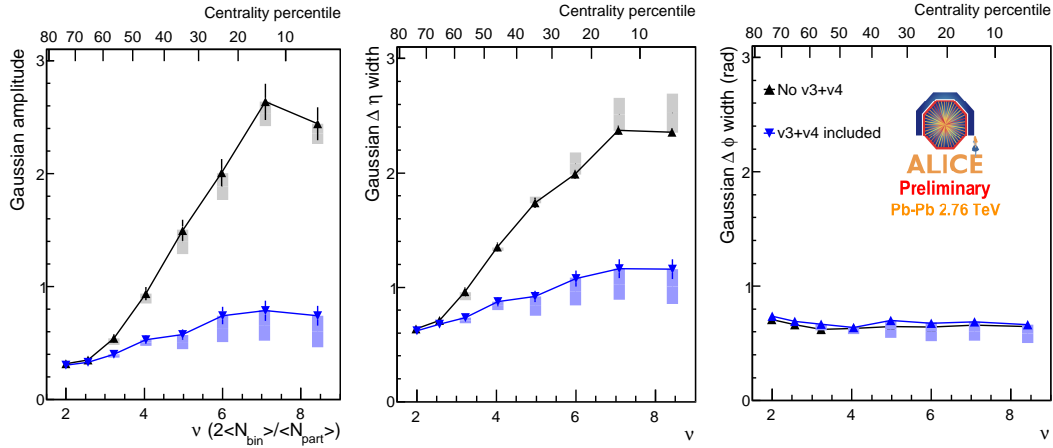 Centrality percentile
80 70 60 50 40 30 20 10
Gaussian amplitude
3
2
1
0
2 4 6 8
ν (2<N_bin>/<N_part>)
Centrality percentile
80 70 60 50 40 30 20 10
Gaussian Δ η width
3
2
1
0
2 4 6 8
ν
Centrality percentile
80 70 60 50 40 30 20 10
Gaussian Δ ϕ width (rad)
3
2
1
0
2 4 6 8
ν
No v3+v4
v3+v4 included
ALICE
Preliminary
Pb-Pb 2.76 TeV